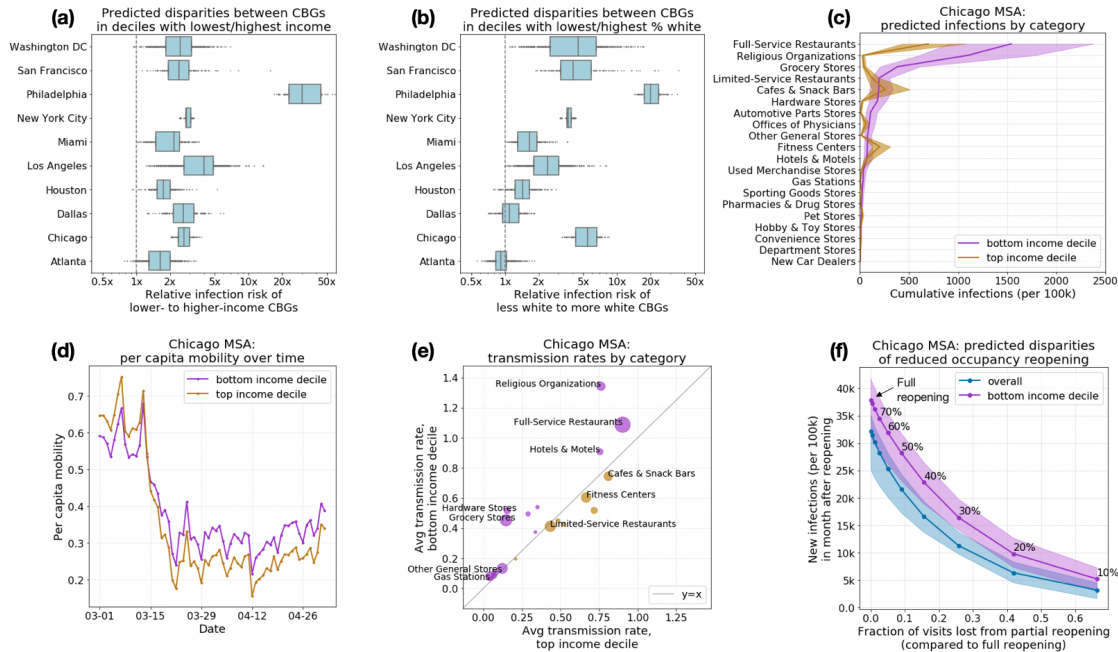 (a)
Predicted disparities between CBGs
in deciles with lowest/highest income
Washington DC
San Francisco
Philadelphia
New York City
Miami
Los Angeles
Houston
Dallas
Chicago
Atlanta
0.5x 1x 2x 5x 10x 20x 50x
Relative infection risk of
lower- to higher-income CBGs
(b)
Predicted disparities between CBGs
in deciles with lowest/highest % white
Washington DC
San Francisco
Philadelphia
New York City
Miami
Los Angeles
Houston
Dallas
Chicago
Atlanta
0.5x 1x 2x 5x 10x 20x 50x
Relative infection risk of
less white to more white CBGs
(c)
Chicago MSA:
predicted infections by category
Full-Service Restaurants
Religious Organizations
Grocery Stores
Limited-Service Restaurants
Cafes & Snack Bars
Hardware Stores
Automotive Parts Stores
Offices of Physicians
Other General Stores
Fitness Centers
Hotels & Motels
Used Merchandise Stores
Gas Stations
Sporting Goods Stores
Pharmacies & Drug Stores
Pet Stores
Hobby & Toy Stores
Convenience Stores
Department Stores
New Car Dealers
bottom income decile
top income decile
0 500 1000 1500 2000 2500
Cumulative infections (per 100k)
(d)
Chicago MSA:
per capita mobility over time
bottom income decile
top income decile
0.7
0.6
0.5
0.4
0.3
0.2
Per capita mobility
03-01 03-15 03-29 04-12 04-26
Date
(e)
Chicago MSA:
transmission rates by category
1.4
1.2
1.0
0.8
0.6
0.4
0.2
0.0
Avg transmission rate,
bottom income decile
Religious Organizations
Full-Service Restaurants
Hotels & Motels
Cafes & Snack Bars
Fitness Centers
Hardware Stores
Grocery Stores
Limited-Service Restaurants
Other General Stores
Gas Stations
y=x
0.00 0.25 0.50 0.75 1.00 1.25
Avg transmission rate,
top income decile
(f)
Chicago MSA: predicted disparities
of reduced occupancy reopening
overall
bottom income decile
Full
reopening
70%
60%
50%
40%
30%
20%
10%
40k
35k
30k
25k
20k
15k
10k
5k
0.0
New infections (per 100k)
in month after reopening
0.0 0.1 0.2 0.3 0.4 0.5 0.6
Fraction of visits lost from partial reopening
(compared to full reopening)